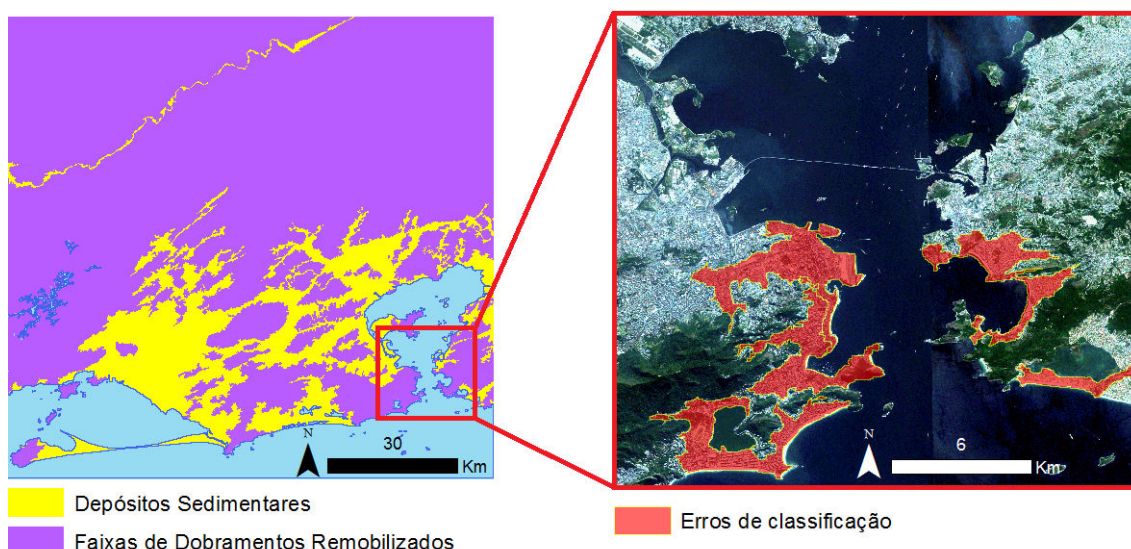 N
30
Km
N
6
Km
Depósitos Sedimentares
Faixas de Dobramentos Remobilizados
Erros de classificação